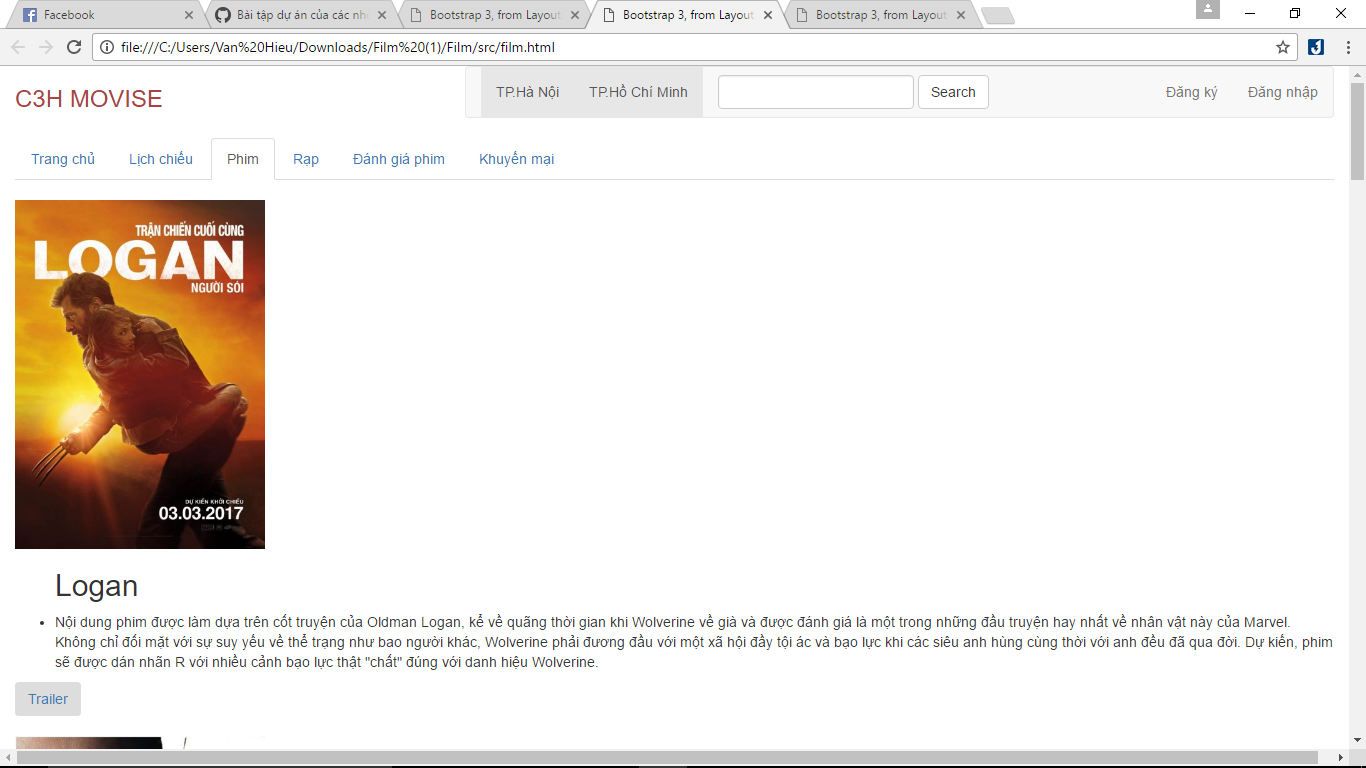 Facebook
Bài tập dự án của các nh
Bootstrap 3, from Layout
Bootstrap 3, from Layout
Bootstrap 3, from Layout
file:///C:/Users/Van%20Hieu/Downloads/Film%20(1)/Film/src/film.html
C3H MOVISE
TP.Hà Nội
TP.Hồ Chí Minh
Search
Đăng ký
Đăng nhập
Trang chủ
Lịch chiếu
Phim
Rạp
Đánh giá phim
Khuyến mại
TRẬN CHIẾN CUỐI CÙNG
LOGAN
NGƯỜI SÓI
DỰ KIẾN KHỞI CHIẾU
03.03.2017
Logan
• Nội dung phim được làm dựa trên cốt truyện của Oldman Logan, kể về quãng thời gian khi Wolverine về già và được đánh giá là một trong những đầu truyện hay nhất về nhân vật này của Marvel.
Không chỉ đối mặt với sự suy yếu về thể trạng như bao người khác, Wolverine phải đương đầu với một xã hội đầy tội ác và bạo lực khi các siêu anh hùng cùng thời với anh đều đã qua đời. Dự kiến, phim
sẽ được dán nhãn R với nhiều cảnh bạo lực thật "chất" đúng với danh hiệu Wolverine.
Trailer